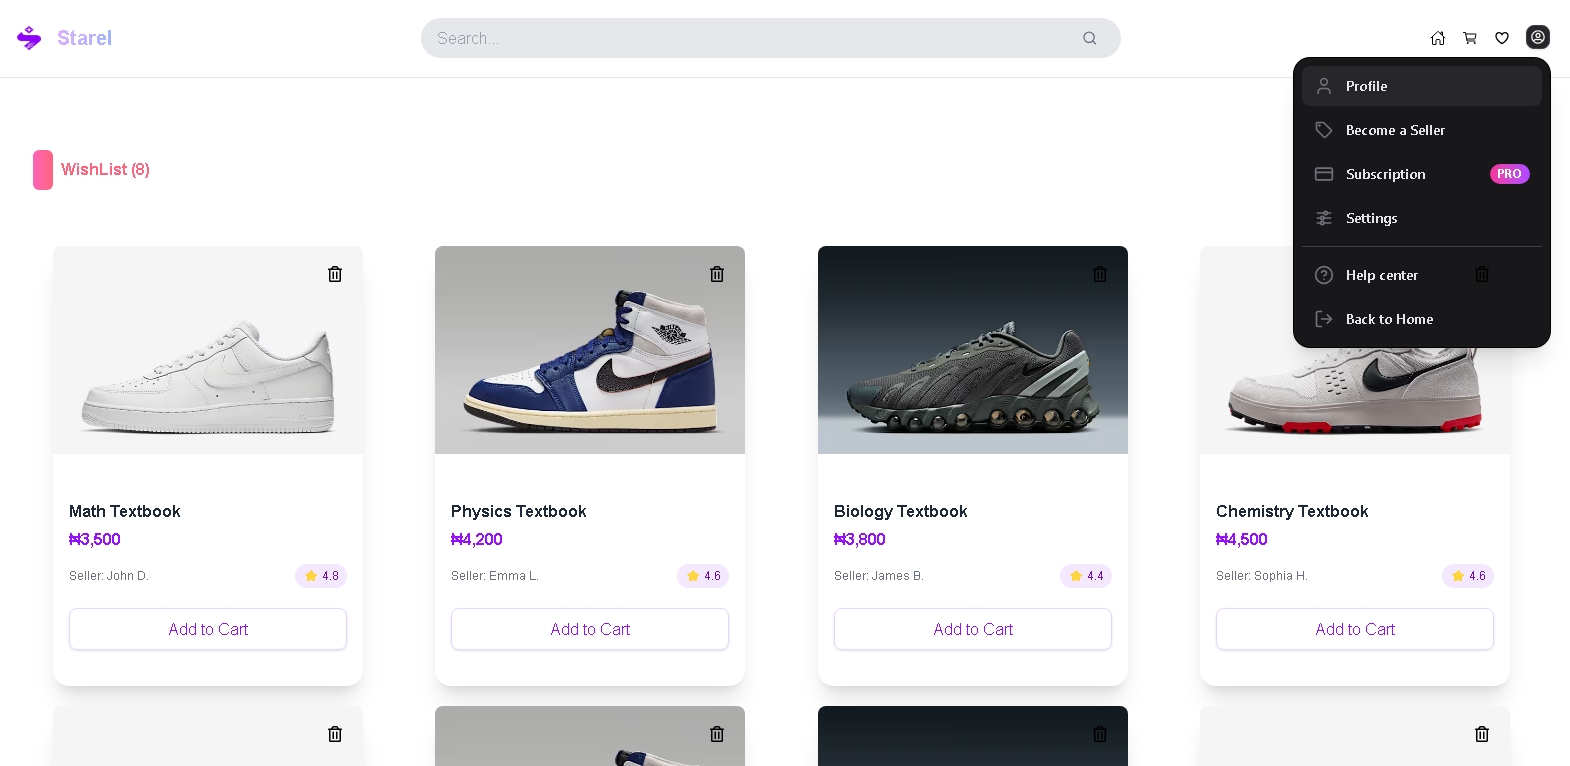 Starel
Search...
Profile
Become a Seller
Subscription PRO
Settings
Help center
Back to Home
WishList (8)
Math Textbook
₦3,500
Seller: John D. 4.8
Add to Cart
Physics Textbook
₦4,200
Seller: Emma L. 4.6
Add to Cart
Biology Textbook
₦3,800
Seller: James B. 4.4
Add to Cart
Chemistry Textbook
₦4,500
Seller: Sophia H. 4.6
Add to Cart